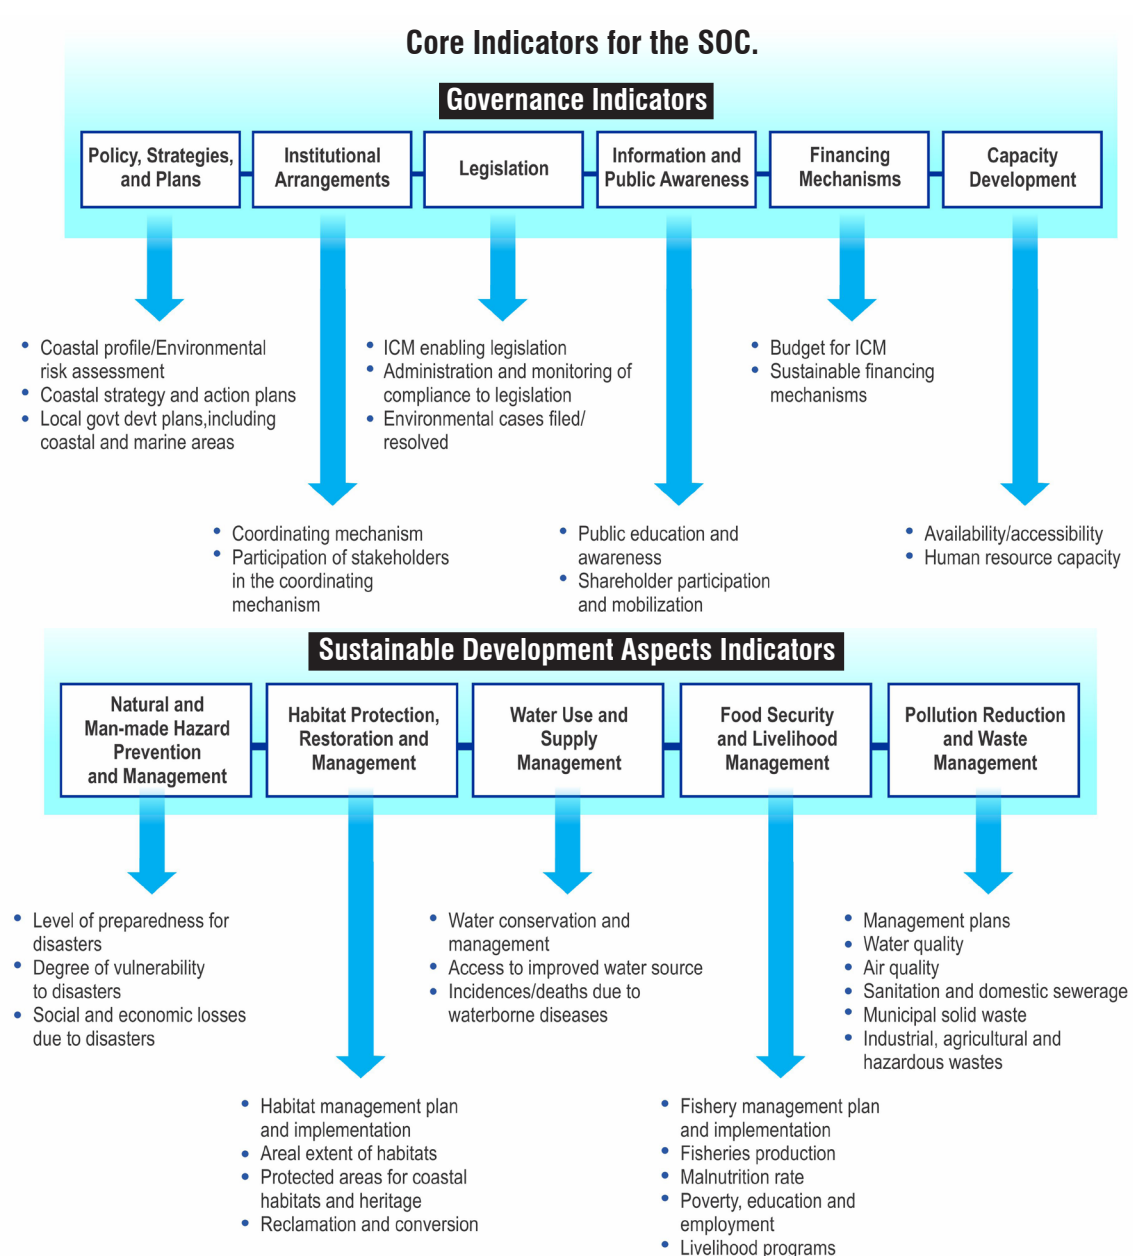 Core Indicators for the SOC.
Governance Indicators
Policy, Strategies,
and Plans
Institutional
Arrangements
Legislation
Information and
Public Awareness
Financing
Mechanisms
Capacity
Development
• Coastal profile/Environmental
risk assessment
• Coastal strategy and action plans
• Local govt devt plans,including
coastal and marine areas
• ICM enabling legislation
• Administration and monitoring of
compliance to legislation
• Environmental cases filed/
resolved
• Budget for ICM
• Sustainable financing
mechanisms
• Coordinating mechanism
• Participation of stakeholders
in the coordinating
mechanism
• Public education and
awareness
• Shareholder participation
and mobilization
• Availability/accessibility
• Human resource capacity
Sustainable Development Aspects Indicators
Natural and
Man-made Hazard
Prevention
and Management
Habitat Protection,
Restoration and
Management
Water Use and
Supply
Management
Food Security
and Livelihood
Management
Pollution Reduction
and Waste
Management
• Level of preparedness for
disasters
• Degree of vulnerability
to disasters
• Social and economic losses
due to disasters
• Water conservation and
management
• Access to improved water source
• Incidences/deaths due to
waterborne diseases
• Management plans
• Water quality
• Air quality
• Sanitation and domestic sewerage
• Municipal solid waste
• Industrial, agricultural and
hazardous wastes
• Habitat management plan
and implementation
• Areal extent of habitats
• Protected areas for coastal
habitats and heritage
• Reclamation and conversion
• Fishery management plan
and implementation
• Fisheries production
• Malnutrition rate
• Poverty, education and
employment
• Livelihood programs